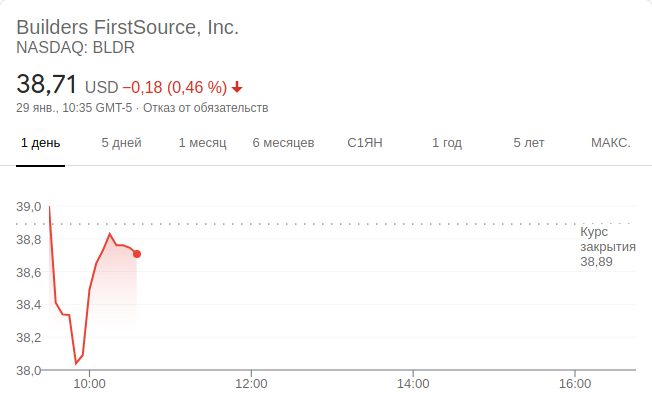 Builders FirstSource, Inc.
NASDAQ: BLDR
38,71 USD −0,18 (0,46 %)
29 янв., 10:35 GMT-5 · Отказ от обязательств
1 день 5 дней 1 месяц 6 месяцев С1ЯН 1 год 5 лет МАКС.
39,0
38,8
38,6
38,4
38,2
38,0
Курс
закрытия
38,89
10:00 12:00 14:00 16:00